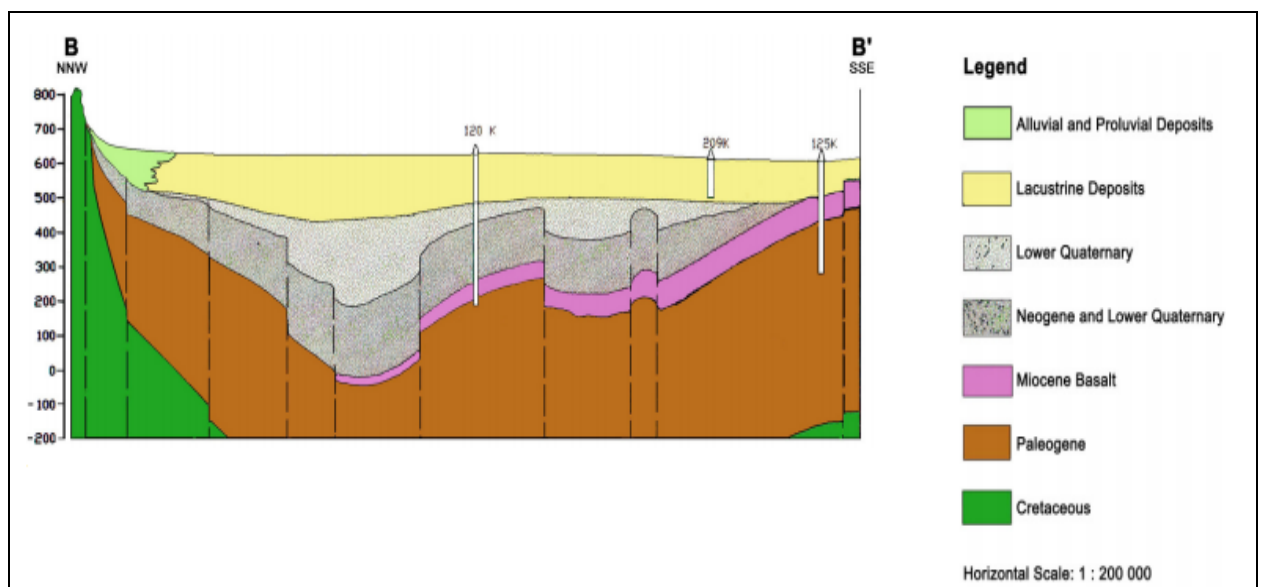 B
NNW
B'
SSE
800
700
600
500
400
300
200
100
0
-100
-200
120 K
209K
125K
Legend
Alluvial and Proluvial Deposits
Lacustrine Deposits
Lower Quaternary
Neogene and Lower Quaternary
Miocene Basalt
Paleogene
Cretaceous
Horizontal Scale: 1 : 200 000